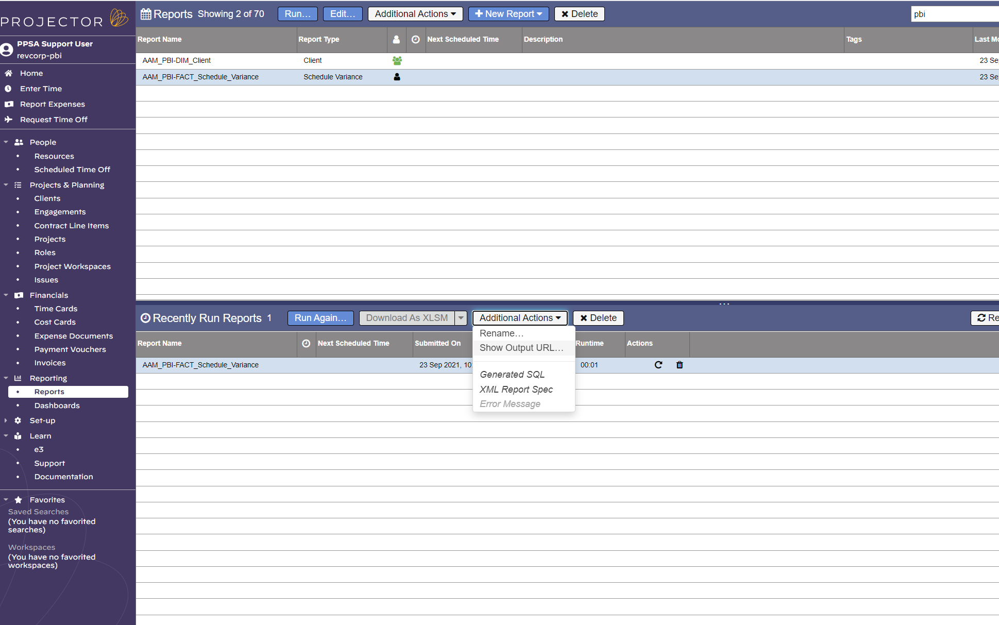 PROJECTOR
PPSA Support User
revcorp-pbi
Home
Enter Time
Report Expenses
Request Time Off
People
Resources
Scheduled Time Off
Projects & Planning
Clients
Engagements
Contract Line Items
Projects
Roles
Project Workspaces
Issues
Financials
Time Cards
Cost Cards
Expense Documents
Payment Vouchers
Invoices
Reporting
Reports
Dashboards
Set-up
Learn
e3
Support
Documentation
Favorites
Saved Searches
(You have no favorited
searches)
Workspaces
(You have no favorited
workspaces)
Reports Showing 2 of 70 Run... Edit... Additional Actions + New Report Delete pbi
Report Name Report Type Next Scheduled Time Description Tags Last Mo
AAM_PBI-DIM_Client Client 23 Se
AAM_PBI-FACT_Schedule_Variance Schedule Variance 23 Se
...
Recently Run Reports 1 Run Again... Download As XLSM Additional Actions Delete Re
Report Name Next Scheduled Time Submitted On Runtime Actions
AAM_PBI-FACT_Schedule_Variance 23 Sep 2021, 10: 00:01
Rename...
Show Output URL...
Generated SQL
XML Report Spec
Error Message